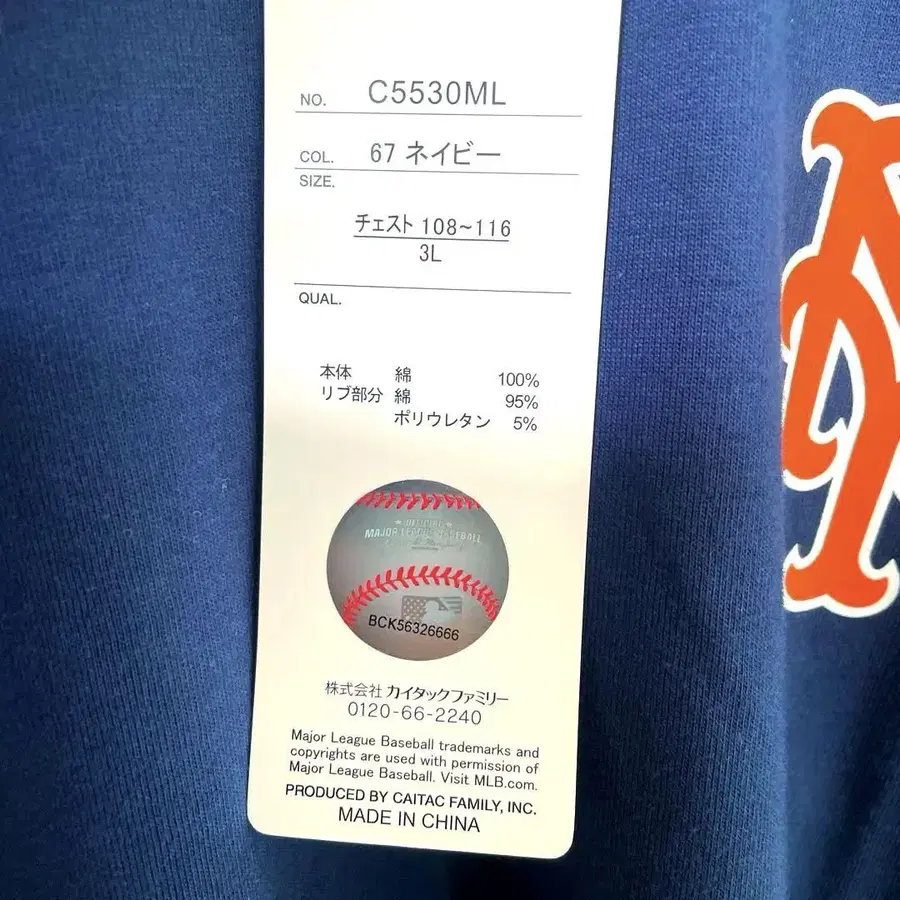 NO. C5530ML
COL. 67 ネイビー
SIZE.
チェスト 108~116
3L
QUAL.
本体 綿 100%
リブ部分 綿 95%
ポリウレタン 5%
OFFICIAL
MAJOR LEAGUE BASEBALL
BCK56326666
株式会社 カイタックファミリー
0120-66-2240
Major League Baseball trademarks and
copyrights are used with permission of
Major League Baseball. Visit MLB.com.
PRODUCED BY CAITAC FAMILY, INC.
MADE IN CHINA